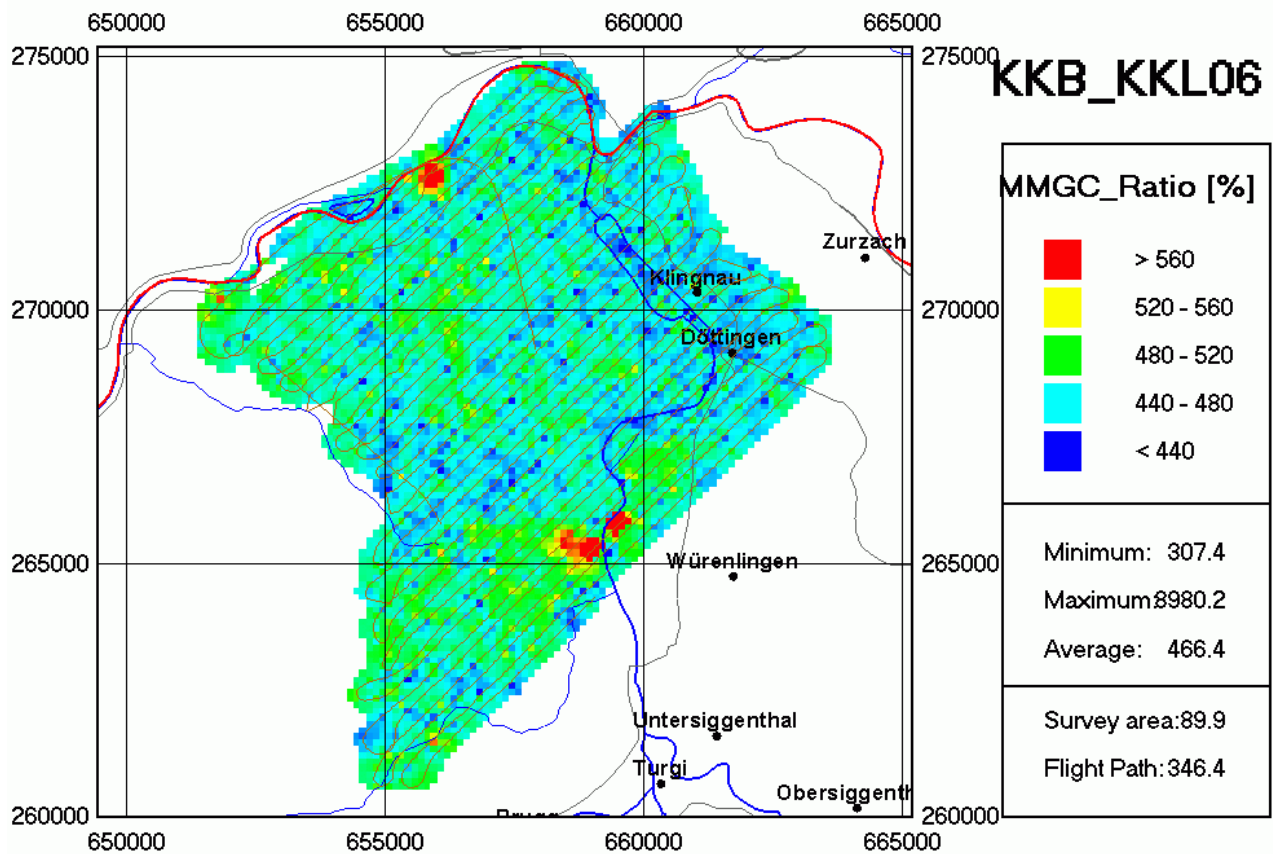 650000 655000 660000 665000
275000 275000
KKB_KKL06
MMGC_Ratio [%]
Zurzach
> 560
Klingnau
520 - 560
270000 270000
Döttingen
480 - 520
440 - 480
< 440
265000 265000
Würenlingen
Minimum: 307.4
Maximum:8980.2
Average: 466.4
Untersiggenthal
Survey area:89.9
Turgi
Flight Path:346.4
Obersiggenth
260000 260000
650000 655000 660000 665000